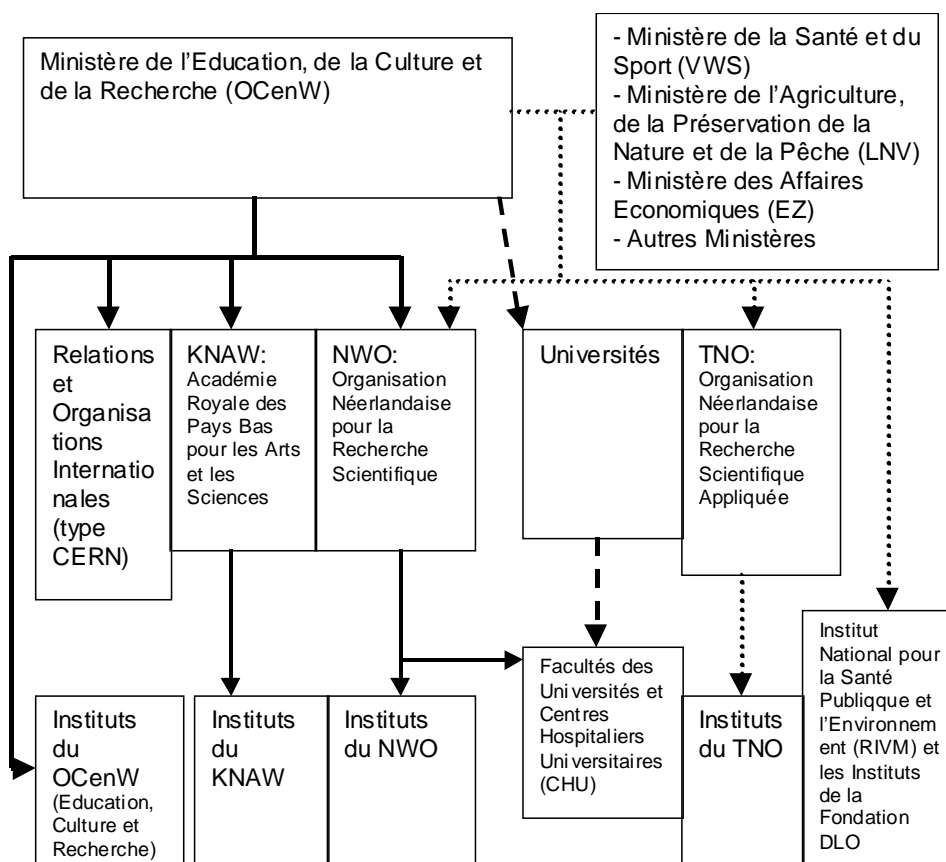 Ministère de l’Education, de la Culture et
de la Recherche (OCenW)
- Ministère de la Santé et du
Sport (VWS)
- Ministère de l’Agriculture,
de la Préservation de la
Nature et de la Pêche (LNV)
- Ministère des Affaires
Economiques (EZ)
- Autres Ministères
Relations
et
Organisa
tions
Internatio
nales
(type
CERN)
KNAW:
Académie
Royale des
Pays Bas
pour les Arts
et les
Sciences
NWO:
Organisation
Néerlandaise
pour la
Recherche
Scientifique
Universités
TNO:
Organisation
Néerlandaise
pour la
Recherche
Scientifique
Appliquée
Instituts
du
OCenW
(Education,
Culture et
Recherche)
Instituts
du
KNAW
Instituts
du NWO
Facultés des
Universités et
Centres
Hospitaliers
Universitaires
(CHU)
Instituts
du TNO
Institut
National pour
la Santé
Publiqque et
l’Environnem
ent (RIVM) et
les Instituts
de la
Fondation
DLO